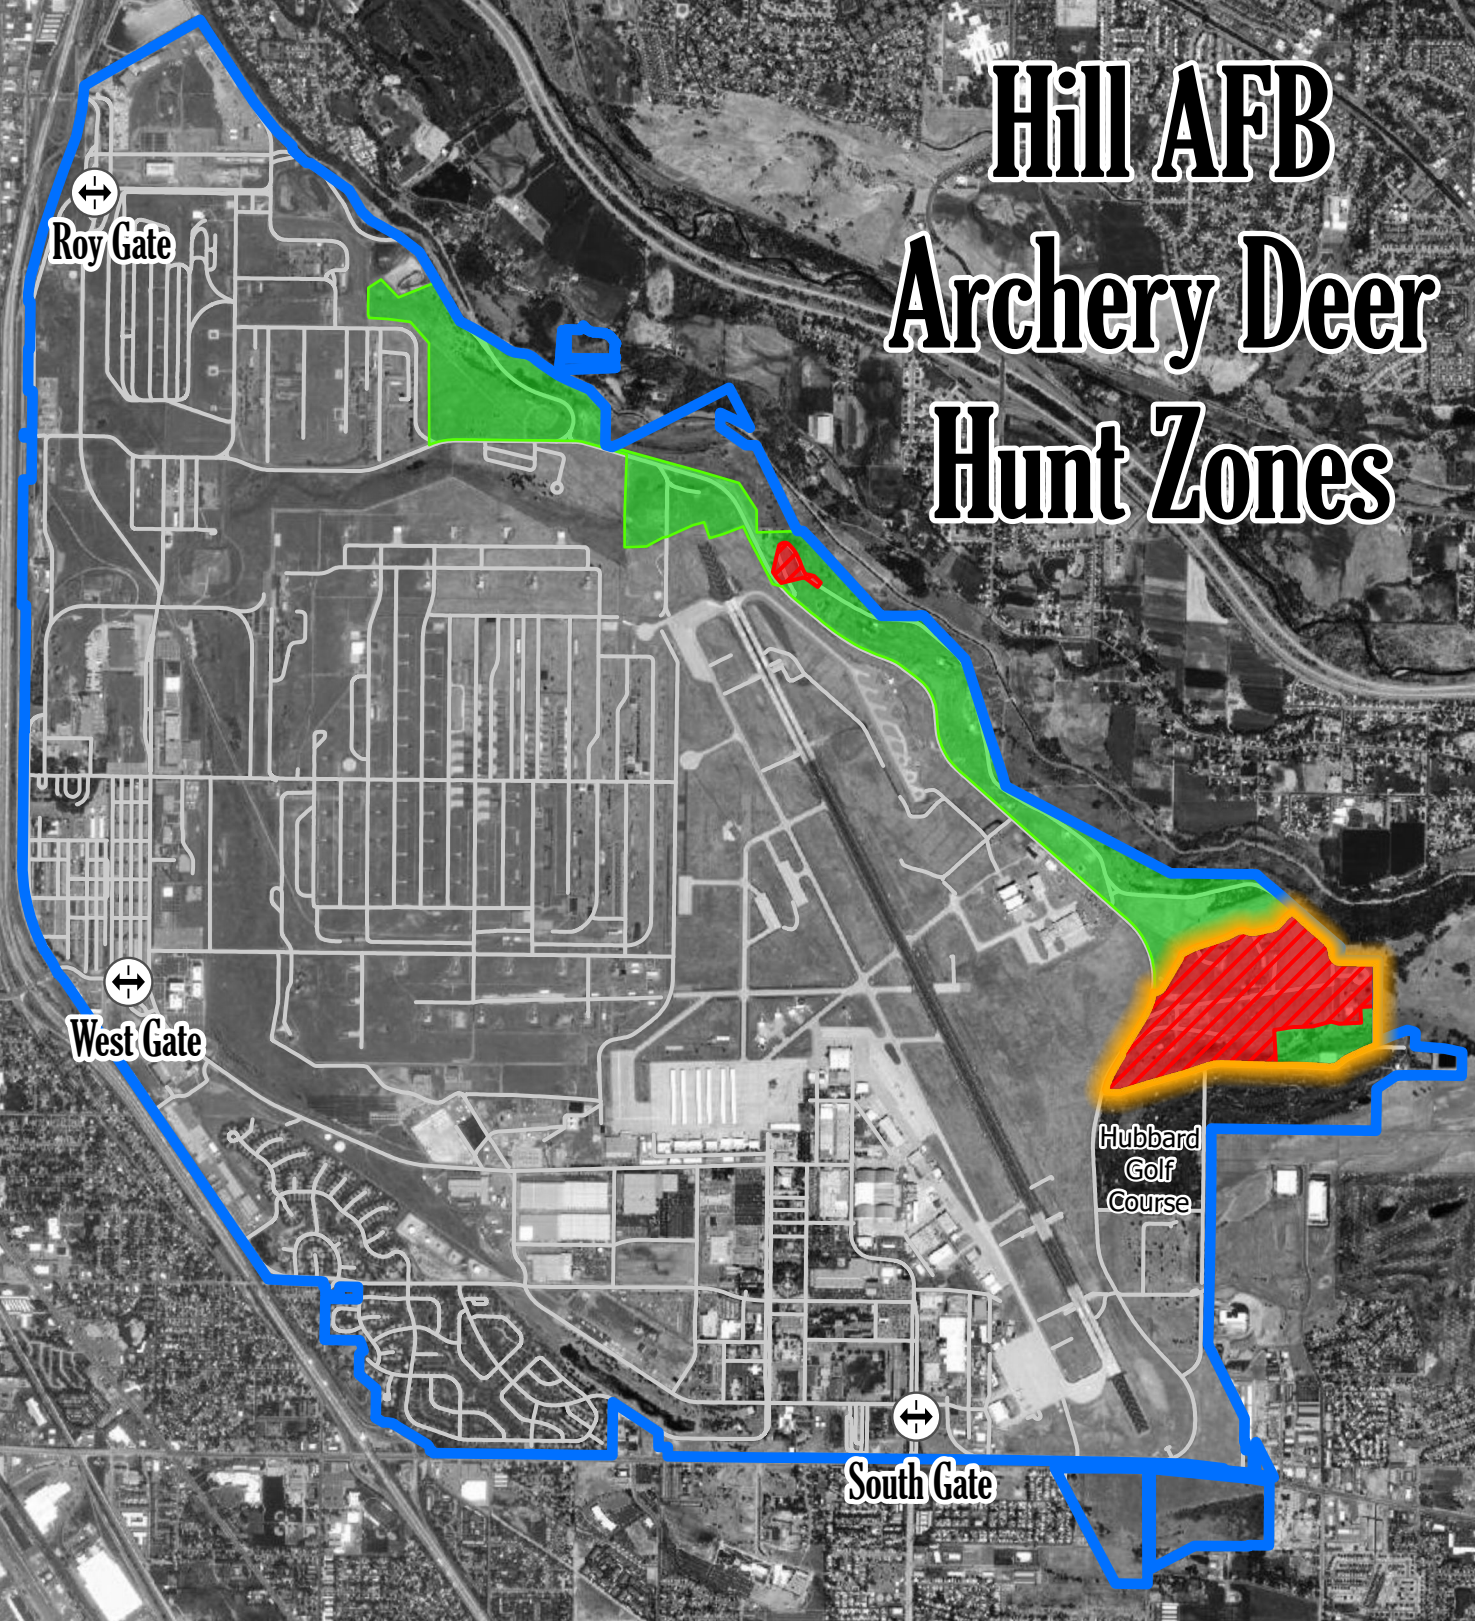 Hill AFB
Archery Deer
Hunt Zones
Roy Gate
West Gate
Hubbard
Golf
Course
South Gate